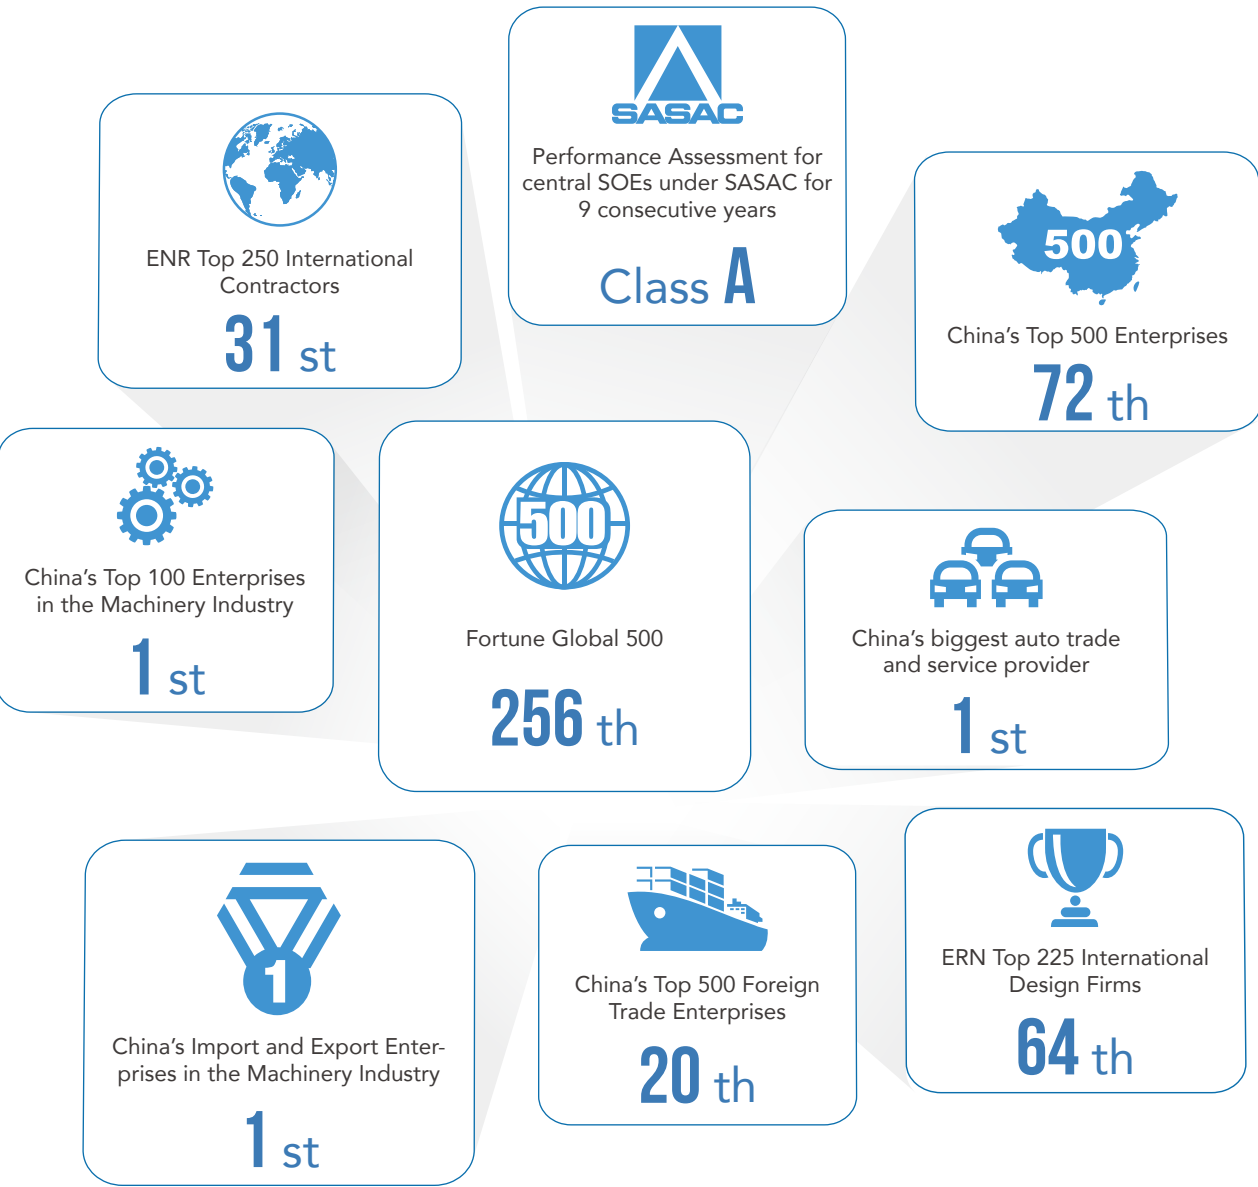 SASAC
Performance Assessment for
central SOEs under SASAC for
9 consecutive years
Class A
ENR Top 250 International
Contractors
31 st
500
China's Top 500 Enterprises
72 th
China's Top 100 Enterprises
in the Machinery Industry
1 st
500
Fortune Global 500
256 th
China's biggest auto trade
and service provider
1 st
1
China's Import and Export Enter-
prises in the Machinery Industry
1 st
China's Top 500 Foreign
Trade Enterprises
20 th
ERN Top 225 International
Design Firms
64 th